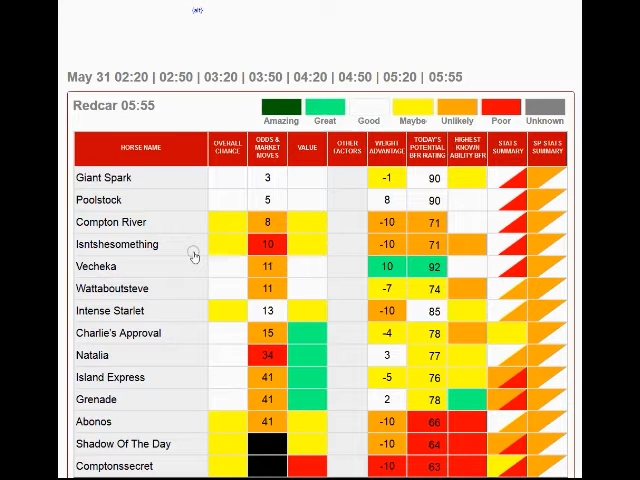 {alt}
May 31 02:20 | 02:50 | 03:20 | 03:50 | 04:20 | 04:50 | 05:20 | 05:55
Redcar 05:55
Amazing Great Good Maybe Unlikely Poor Unknown
HORSE NAME OVERALL CHANCE ODDS & MARKET MOVES VALUE OTHER FACTORS WEIGHT ADVANTAGE TODAY'S POTENTIAL BFR RATING HIGHEST KNOWN ABILITY BFR STATS SUMMARY SP STATS SUMMARY
Giant Spark 3 -1 90
Poolstock 5 8 90
Compton River 8 -10 71
Isntshesomething 10 -10 71
Vecheka 11 10 92
Wattaboutsteve 11 -7 74
Intense Starlet 13 -10 85
Charlie's Approval 15 -4 78
Natalia 34 3 77
Island Express 41 -5 76
Grenade 41 2 78
Abonos 41 -10 66
Shadow Of The Day -10 64
Comptonssecret -10 63